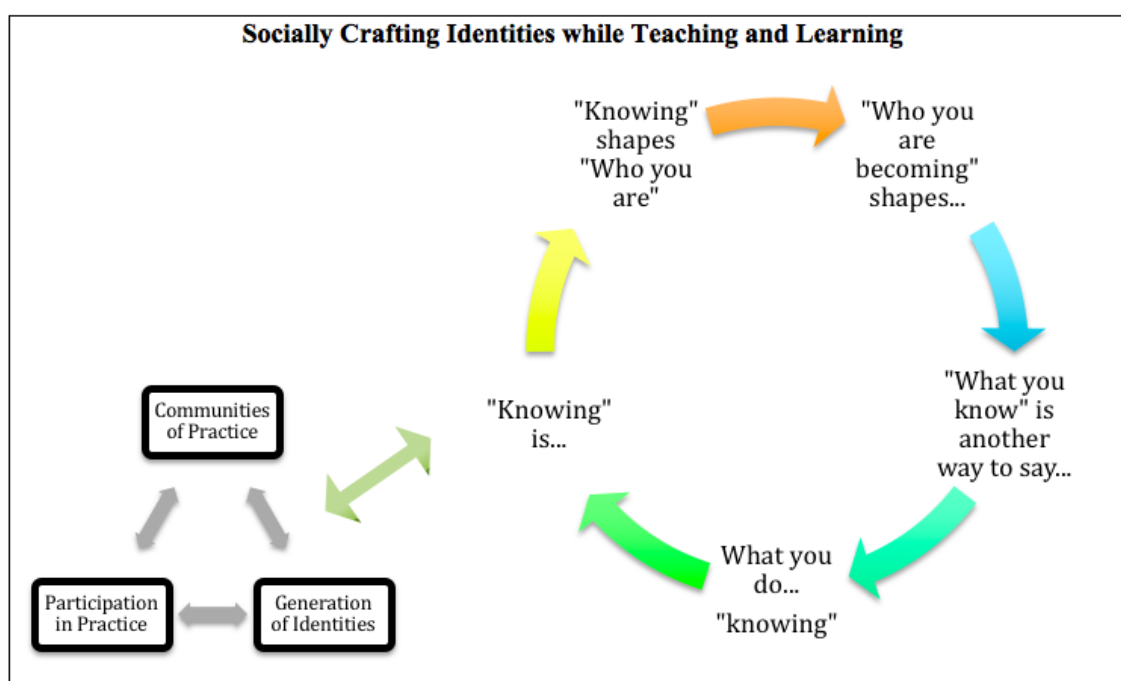 Socially Crafting Identities while Teaching and Learning
"Knowing"
shapes
"Who you
are"
"Who you
are
becoming"
shapes...
"What you
know" is
another
way to say...
What you
do...
"knowing"
"Knowing"
is...
Communities
of Practice
Participation
in Practice
Generation
of Identities